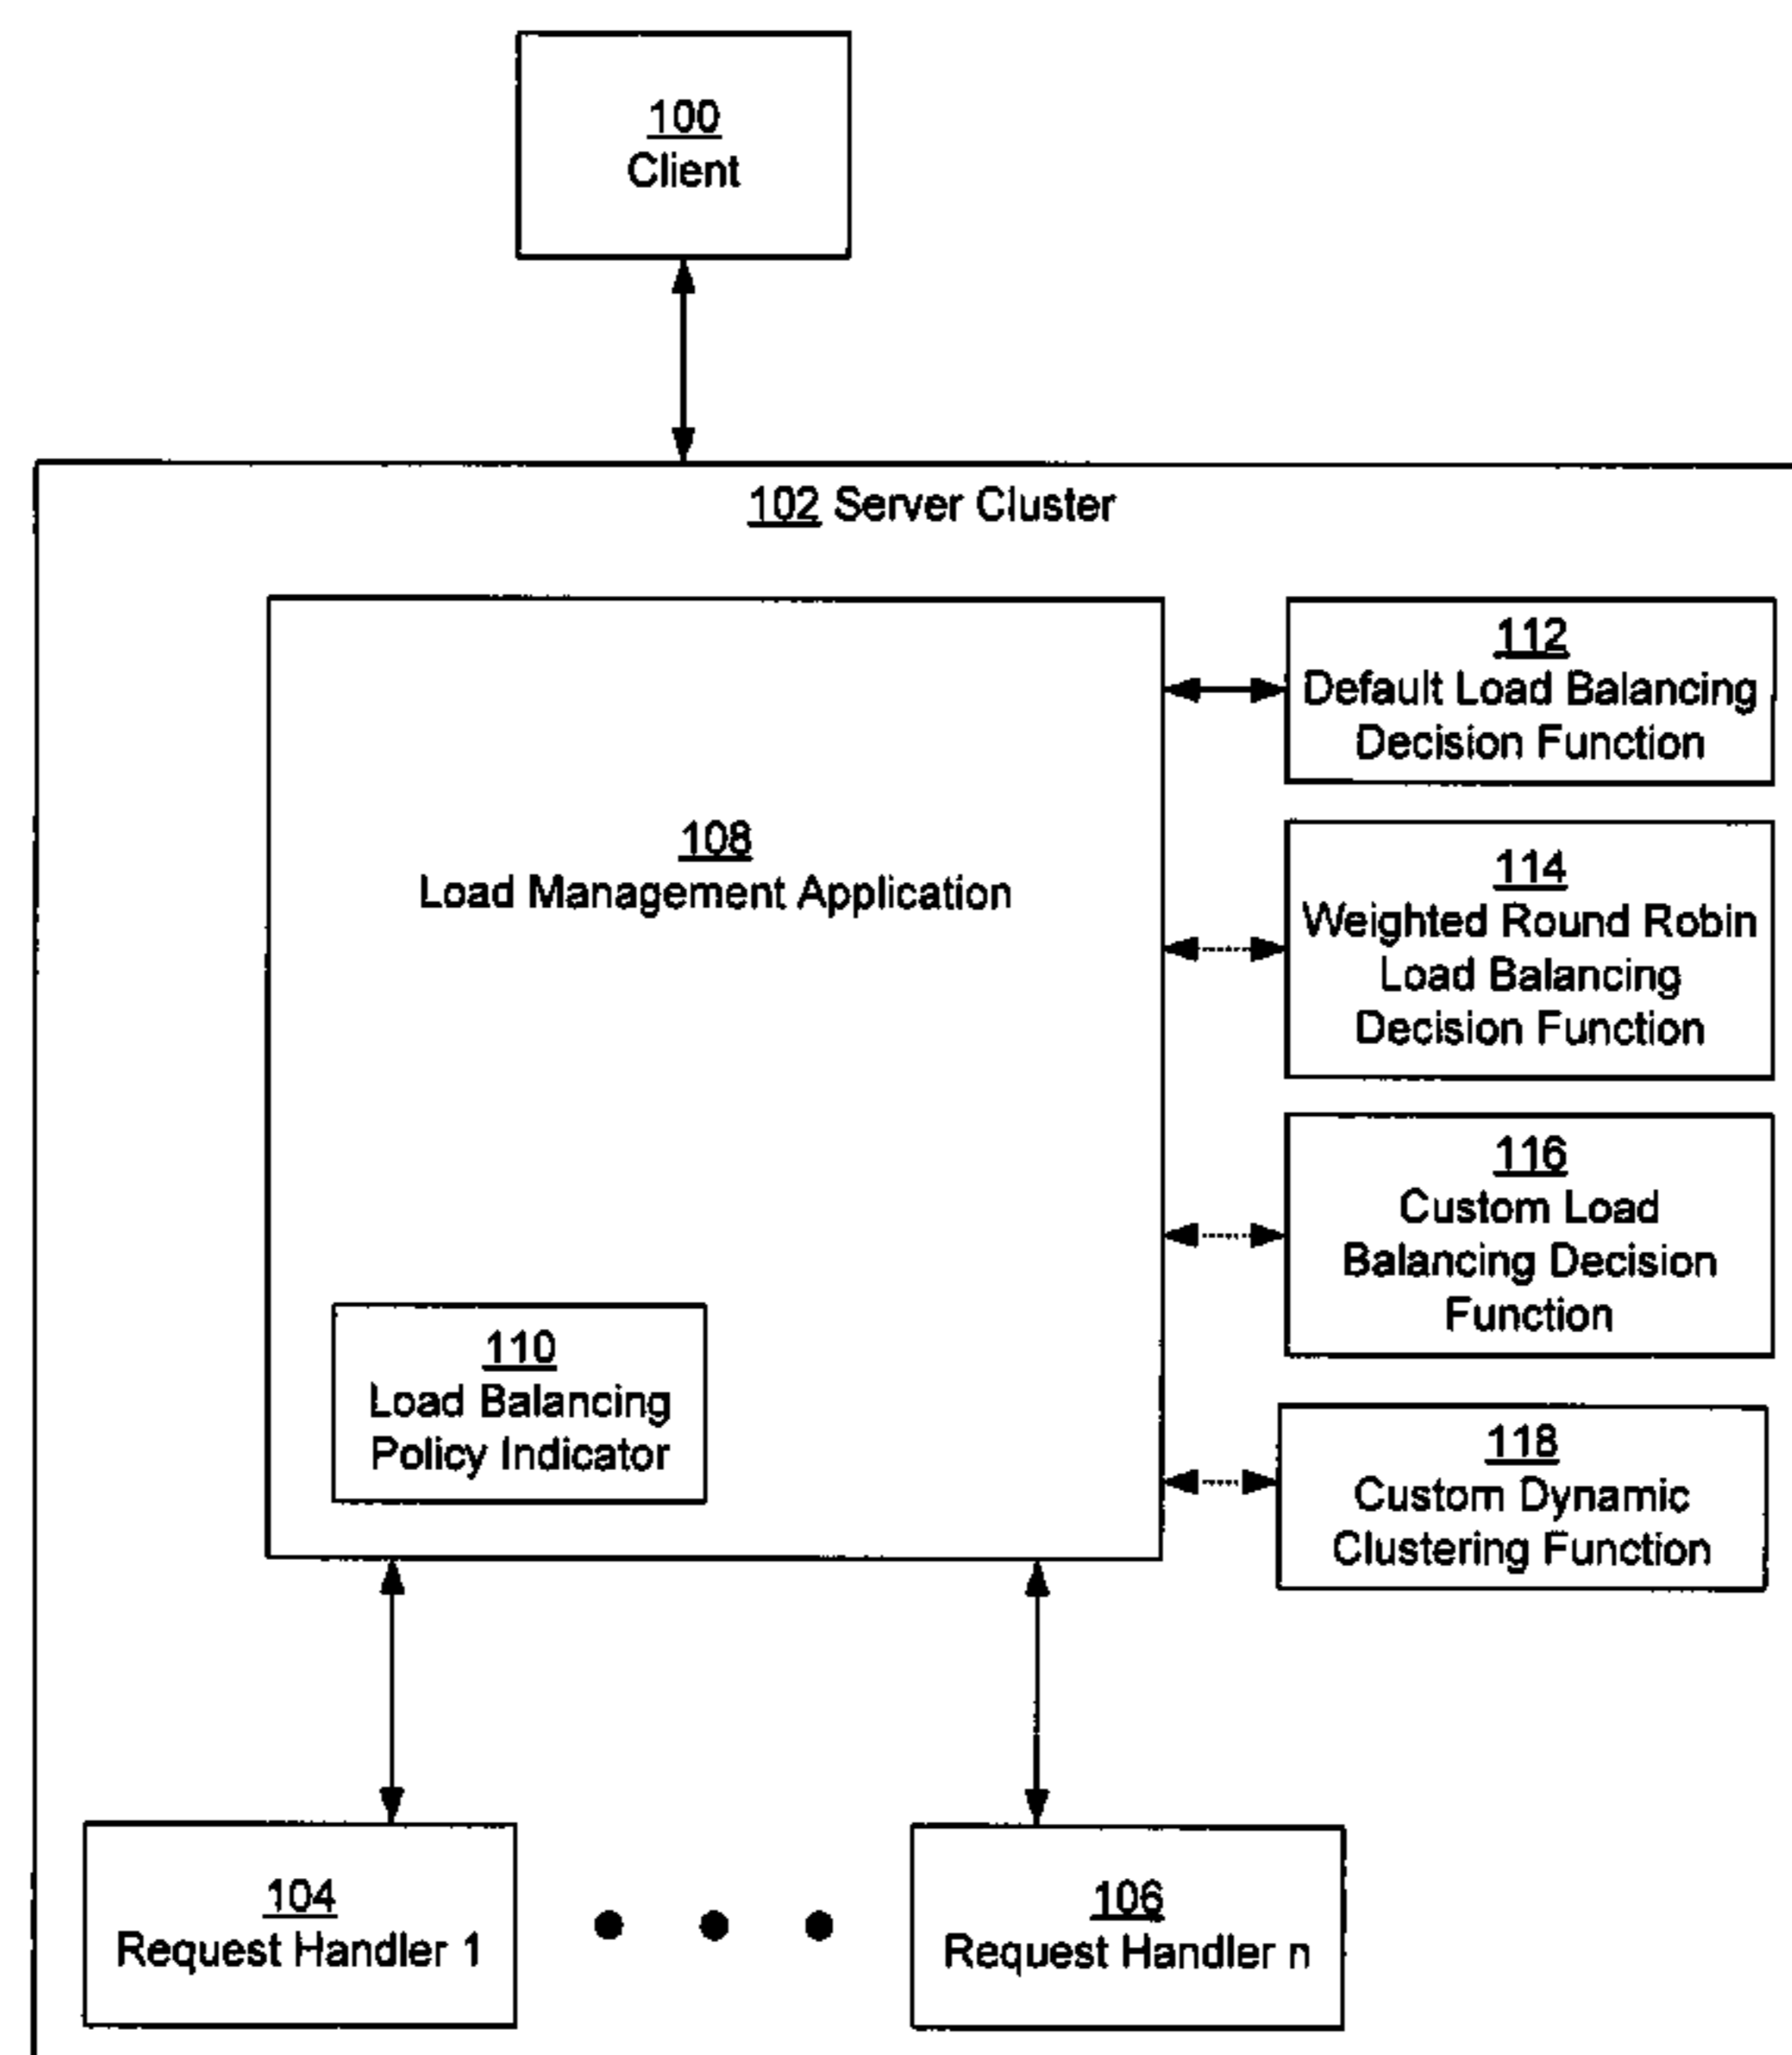 100
Client
102 Server Cluster
112
Default Load Balancing
Decision Function
108
Load Management Application
114
Weighted Round Robin
Load Balancing
Decision Function
116
Custom Load
Balancing Decision
Function
110
Load Balancing
Policy Indicator
118
Custom Dynamic
Clustering Function
104
Request Handler 1
106
Request Handler n